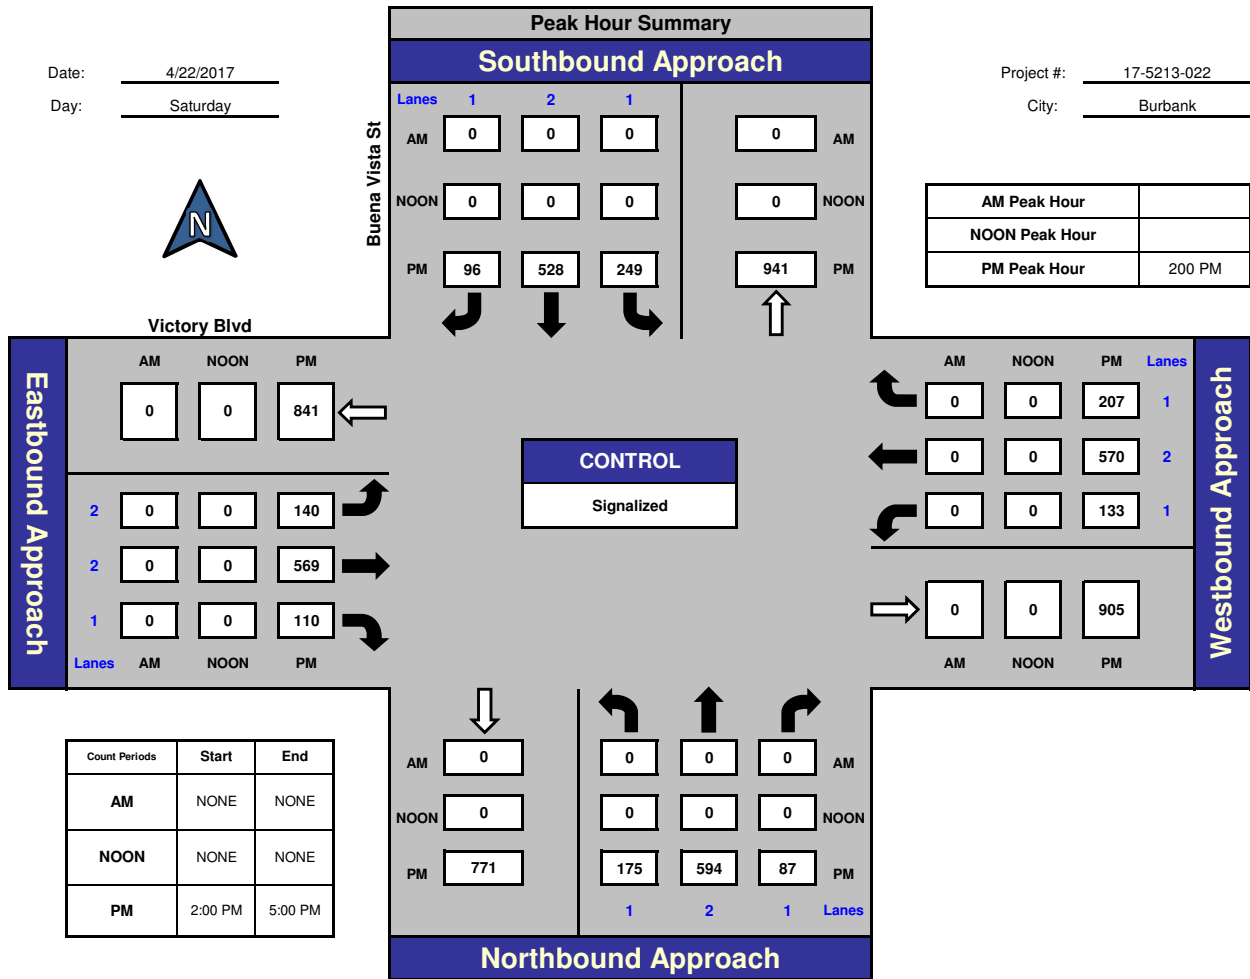 Peak Hour Summary
Southbound Approach
Date: 4/22/2017
Day: Saturday
Project #: 17-5213-022
City: Burbank
N
Buena Vista St
Lanes 1 2 1
AM 0 0 0 0 AM
NOON 0 0 0 0 NOON
PM 96 528 249 941 PM
AM Peak Hour
NOON Peak Hour
PM Peak Hour 200 PM
Victory Blvd
Eastbound Approach
AM NOON PM
0 0 841
2 0 0 140
2 0 0 569
1 0 0 110
Lanes AM NOON PM
CONTROL
Signalized
AM NOON PM Lanes
0 0 207 1
0 0 570 2
0 0 133 1
0 0 905
AM NOON PM
Westbound Approach
Count Periods Start End
AM NONE NONE
NOON NONE NONE
PM 2:00 PM 5:00 PM
AM 0 0 0 0 AM
NOON 0 0 0 0 NOON
PM 771 175 594 87 PM
1 2 1 Lanes
Northbound Approach